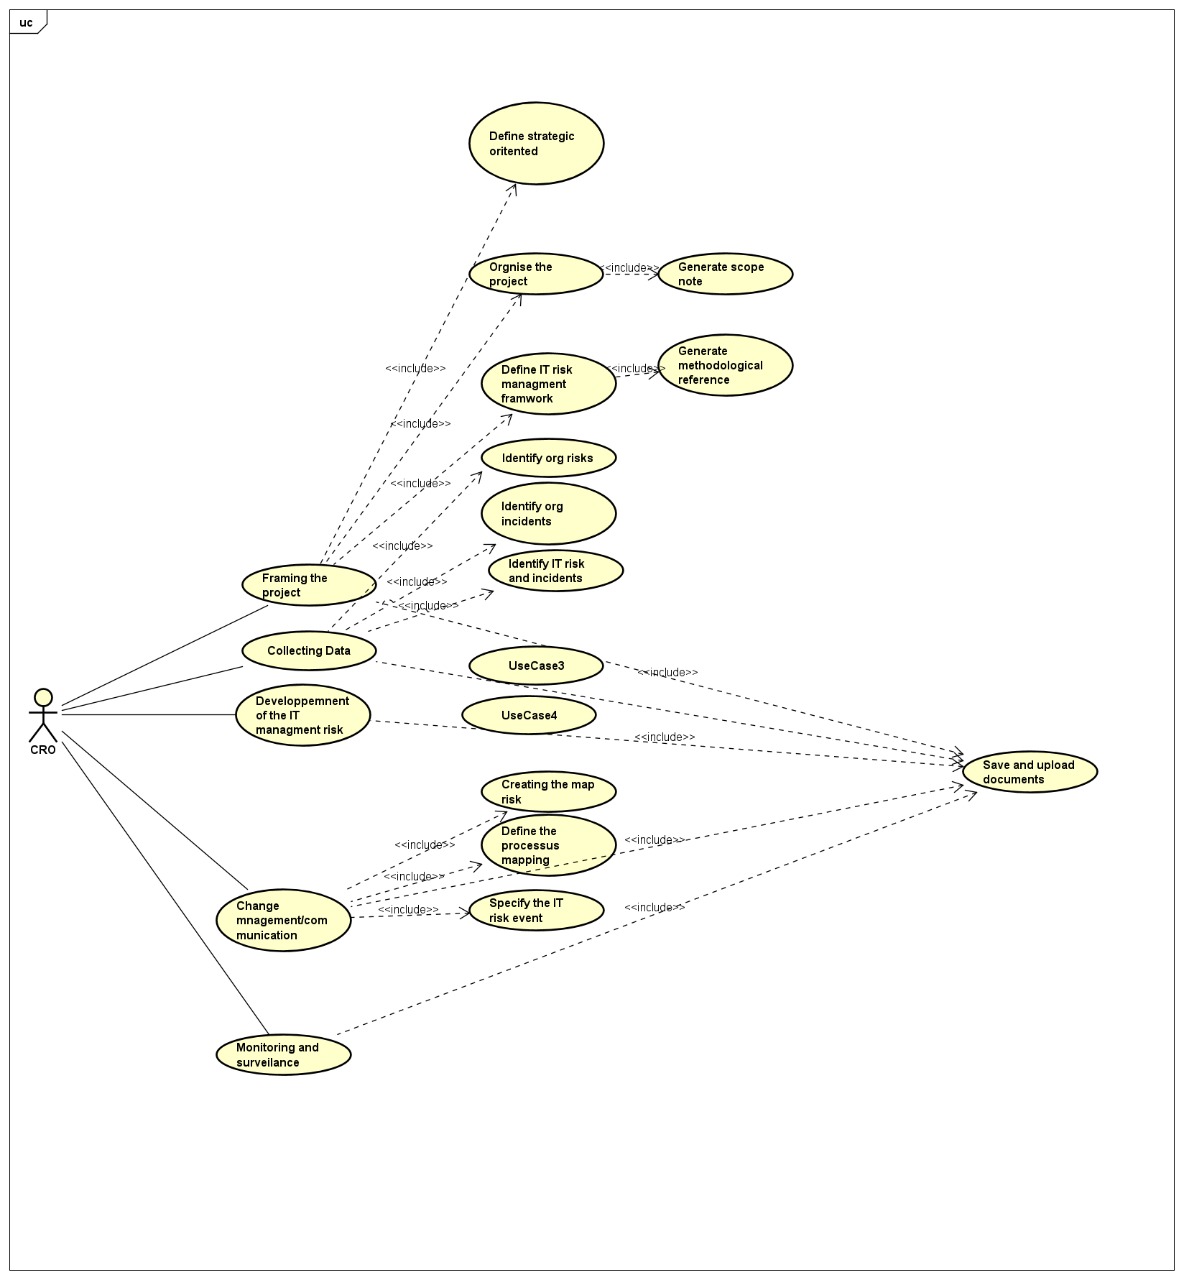 uc
Define strategic
oritented
Orgnise the
project
<<include>>
Generate scope
note
Generate
methodological
reference
<<include>>
Define IT risk
managment
framwork
<<include>>
<<include>>
Identify org risks
<<include>>
Identify org
incidents
<<include>>
Identify IT risk
and incidents
Framing the
project
<<include>>
<<include>>
Collecting Data
UseCase3
<<include>>
Developpemnent
of the IT
managment risk
UseCase4
<<include>>
CRO
Save and upload
documents
Creating the map
risk
Define the
processus
mapping
<<include>>
<<include>>
<<include>>
Change
mnagement/com
munication
<<include>>
Specify the IT
risk event
<<include>>
Monitoring and
surveilance